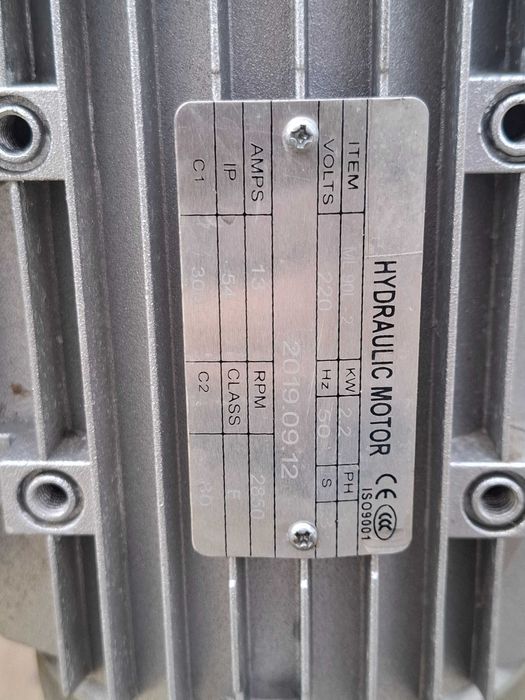 HYDRAULIC MOTOR CE CCC
ISO9001
ITEM KW 2.2 PH
VOLTS 220 Hz 50 S
2019.09.12
AMPS 13 RPM 2850
IP 54 CLASS
C1 C2